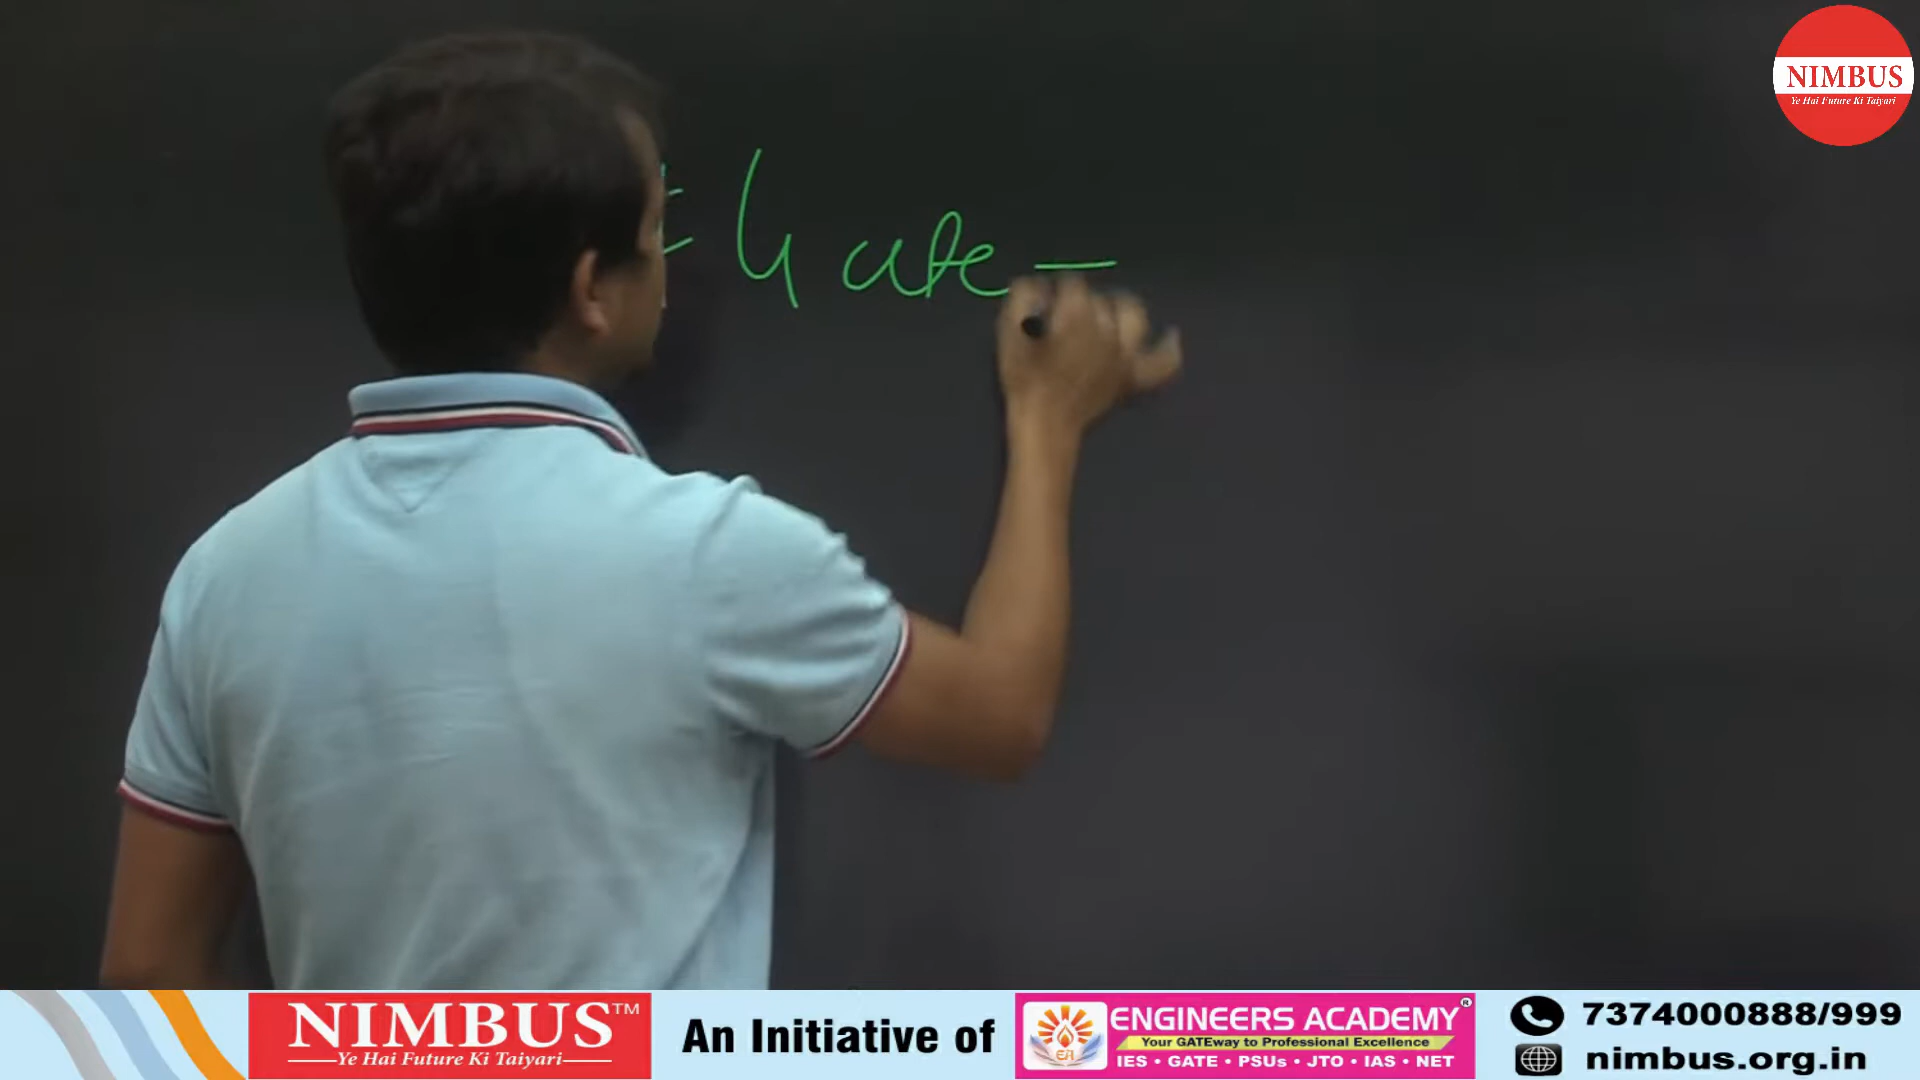 NIMBUS
Ye Hai Future Ki Taiyari
NIMBUS™
Ye Hai Future Ki Taiyari
An Initiative of
ENGINEERS ACADEMY®
Your GATEway to Professional Excellence
IES • GATE • PSUs • JTO • IAS • NET
EA
7374000888/999
nimbus.org.in